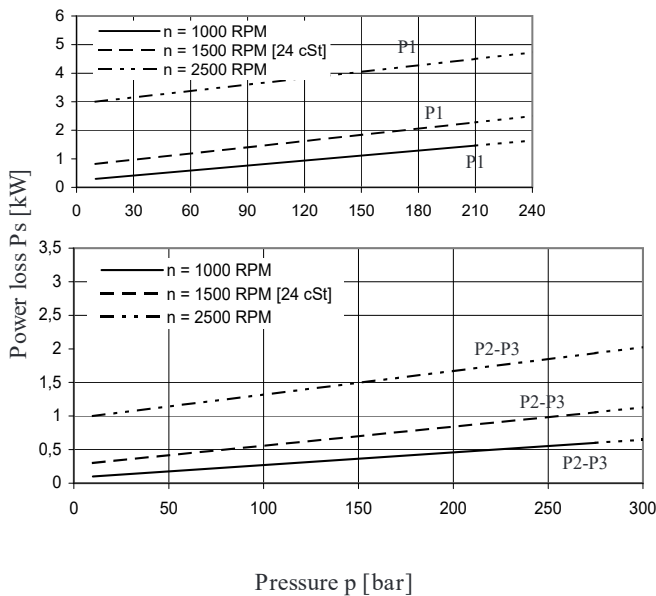 6
5
4
3
2
1
0
n = 1000 RPM
n = 1500 RPM [24 cSt]
n = 2500 RPM
P1
P1
P1
0 30 60 90 120 150 180 210 240
Power loss Ps [kW]
3,5
3
2,5
2
1,5
1
0,5
0
n = 1000 RPM
n = 1500 RPM [24 cSt]
n = 2500 RPM
P2-P3
P2-P3
P2-P3
0 50 100 150 200 250 300
Pressure p [bar]